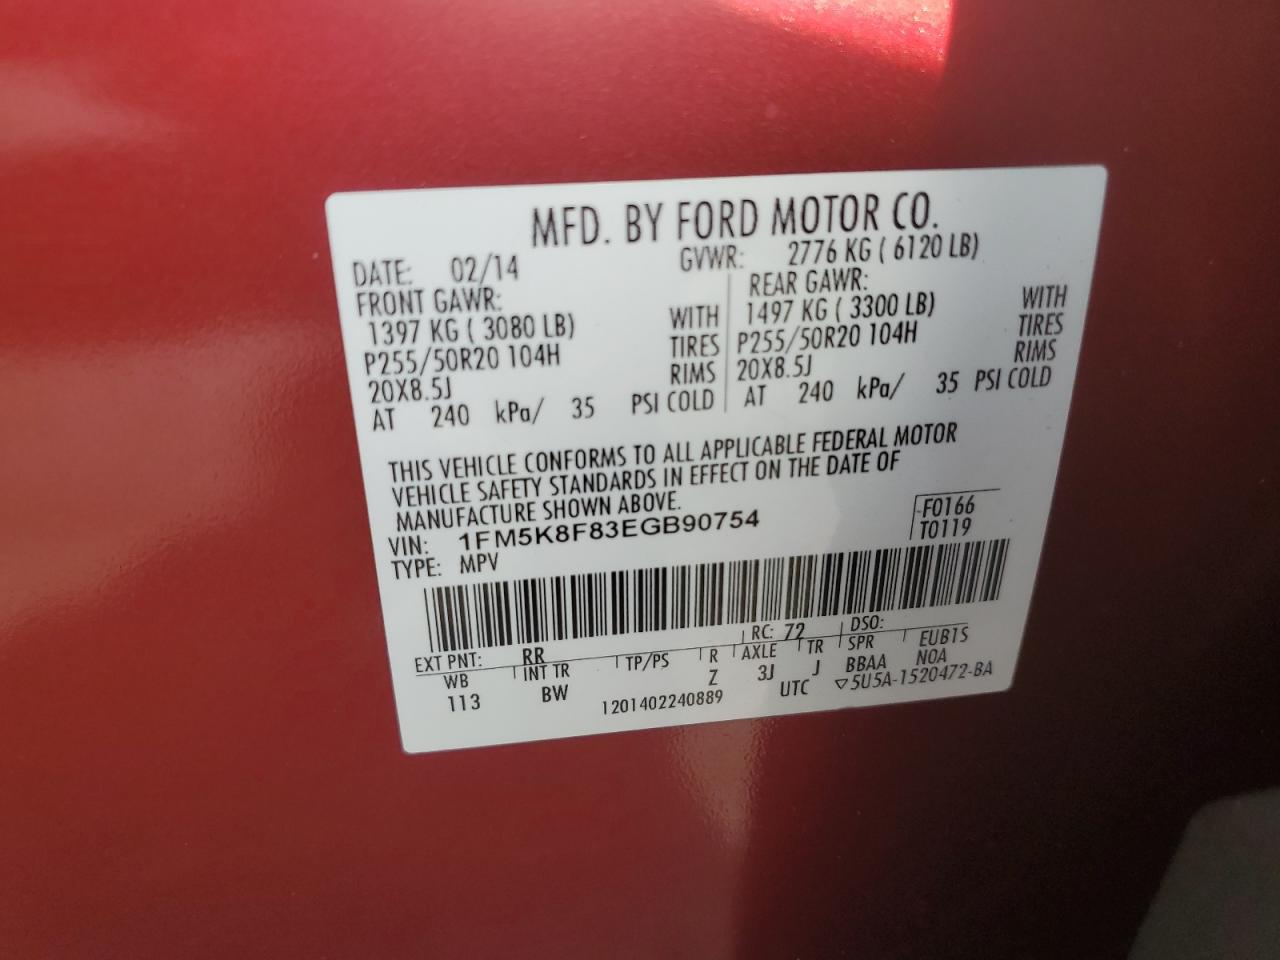 MFD. BY FORD MOTOR CO.
DATE: 02/14 GVWR: 2776 KG ( 6120 LB)
FRONT GAWR: REAR GAWR:
1397 KG ( 3080 LB) WITH 1497 KG ( 3300 LB) WITH
P255/50R20 104H TIRES P255/50R20 104H TIRES
20X8.5J RIMS 20X8.5J RIMS
AT 240 kPa/ 35 PSI COLD AT 240 kPa/ 35 PSI COLD
THIS VEHICLE CONFORMS TO ALL APPLICABLE FEDERAL MOTOR
VEHICLE SAFETY STANDARDS IN EFFECT ON THE DATE OF
MANUFACTURE SHOWN ABOVE.
VIN: 1FM5K8F83EGB90754 F0166
TYPE: MPV T0119
EXT PNT: RR RC: 72 DSO:
WB INT TR TP/PS R AXLE TR SPR EUB1S
113 BW Z 3J J BBAA N0A
1201402240889 UTC ▽5U5A-1520472-BA